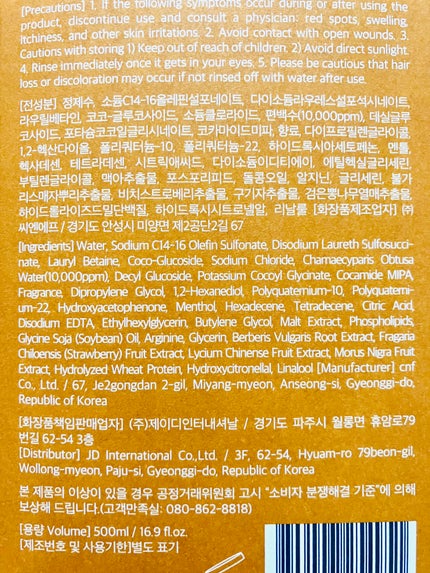 [Precautions] 1. If the following symptoms occur during or after using the
product, discontinue use and consult a physician: red spots, swelling,
Itchiness, and other skin irritations. 2. Avoid contact with open wounds. 3.
Cautions with storing 1) Keep out of reach of children. 2) Avoid direct sunlight.
4. Rinse immediately once it gets in your eyes. 5. Please be cautious that hair
loss or discoloration may occur if not rinsed off with water after use.
[전성분] 정제수, 소듐C14-16올레핀설포네이트, 다이소듐라우레스설포석시네이트,
라우릴베타인, 코코-글루코사이드, 소듐클로라이드, 편백수(10,000ppm), 데실글루
코사이드, 포타슘코코일글리시네이트, 코카마이드미파, 향료, 다이프로필렌글라이콜,
1,2-헥산다이올, 폴리쿼터늄-10, 폴리쿼터늄-22, 하이드록시아세토페논, 멘톨,
헥사데센, 테트라데센, 시트릭애씨드, 다이소듐이디티에이, 에틸헥실글리세린,
부틸렌글라이콜, 맥아추출물, 포스포리피드, 돌콩오일, 알지닌, 글리세린, 불가
리스매자뿌리추출물, 비치스트로베리추출물, 구기자추출물, 검은뽕나무열매추출물,
하이드롤라이즈드밀단백질, 하이드록시시트로넬알, 리날룰 [화장품제조업자] ㈜
씨엔에프 / 경기도 안성시 미양면 제2공단2길 67
[Ingredients] Water, Sodium C14-16 Olefin Sulfonate, Disodium Laureth Sulfosucci-
nate, Lauryl Betaine, Coco-Glucoside, Sodium Chloride, Chamaecyparis Obtusa
Water(10,000ppm), Decyl Glucoside, Potassium Cocoyl Glycinate, Cocamide MIPA,
Fragrance, Dipropylene Glycol, 1,2-Hexanediol, Polyquaternium-10, Polyquaterni-
um-22, Hydroxyacetophenone, Menthol, Hexadecene, Tetradecene, Citric Acid,
Disodium EDTA, Ethylhexylglycerin, Butylene Glycol, Malt Extract, Phospholipids,
Glycine Soja (Soybean) Oil, Arginine, Glycerin, Berberis Vulgaris Root Extract, Fragaria
Chiloensis (Strawberry) Fruit Extract, Lycium Chinense Fruit Extract, Morus Nigra Fruit
Extract, Hydrolyzed Wheat Protein, Hydroxycitronellal, Linalool [Manufacturer] cnf
Co., Ltd. / 67, Je2gongdan 2-gil, Miyang-myeon, Anseong-si, Gyeonggi-do,
Republic of Korea
[화장품책임판매업자] (주)제이디인터내셔날 / 경기도 파주시 월롱면 휴암로79
번길 62-54 3층
[Distributor] JD International Co.,Ltd. / 3F, 62-54, Hyuam-ro 79beon-gil,
Wollong-myeon, Paju-si, Gyeonggi-do, Republic of Korea
본 제품의 이상이 있을 경우 공정거래위원회 고시 "소비자 분쟁해결 기준"에 의해
보상해 드립니다.(고객만족실: 080-862-8818)
[용량 Volume] 500ml / 16.9 fl.oz.
[제조번호 및 사용기한]별도 표기